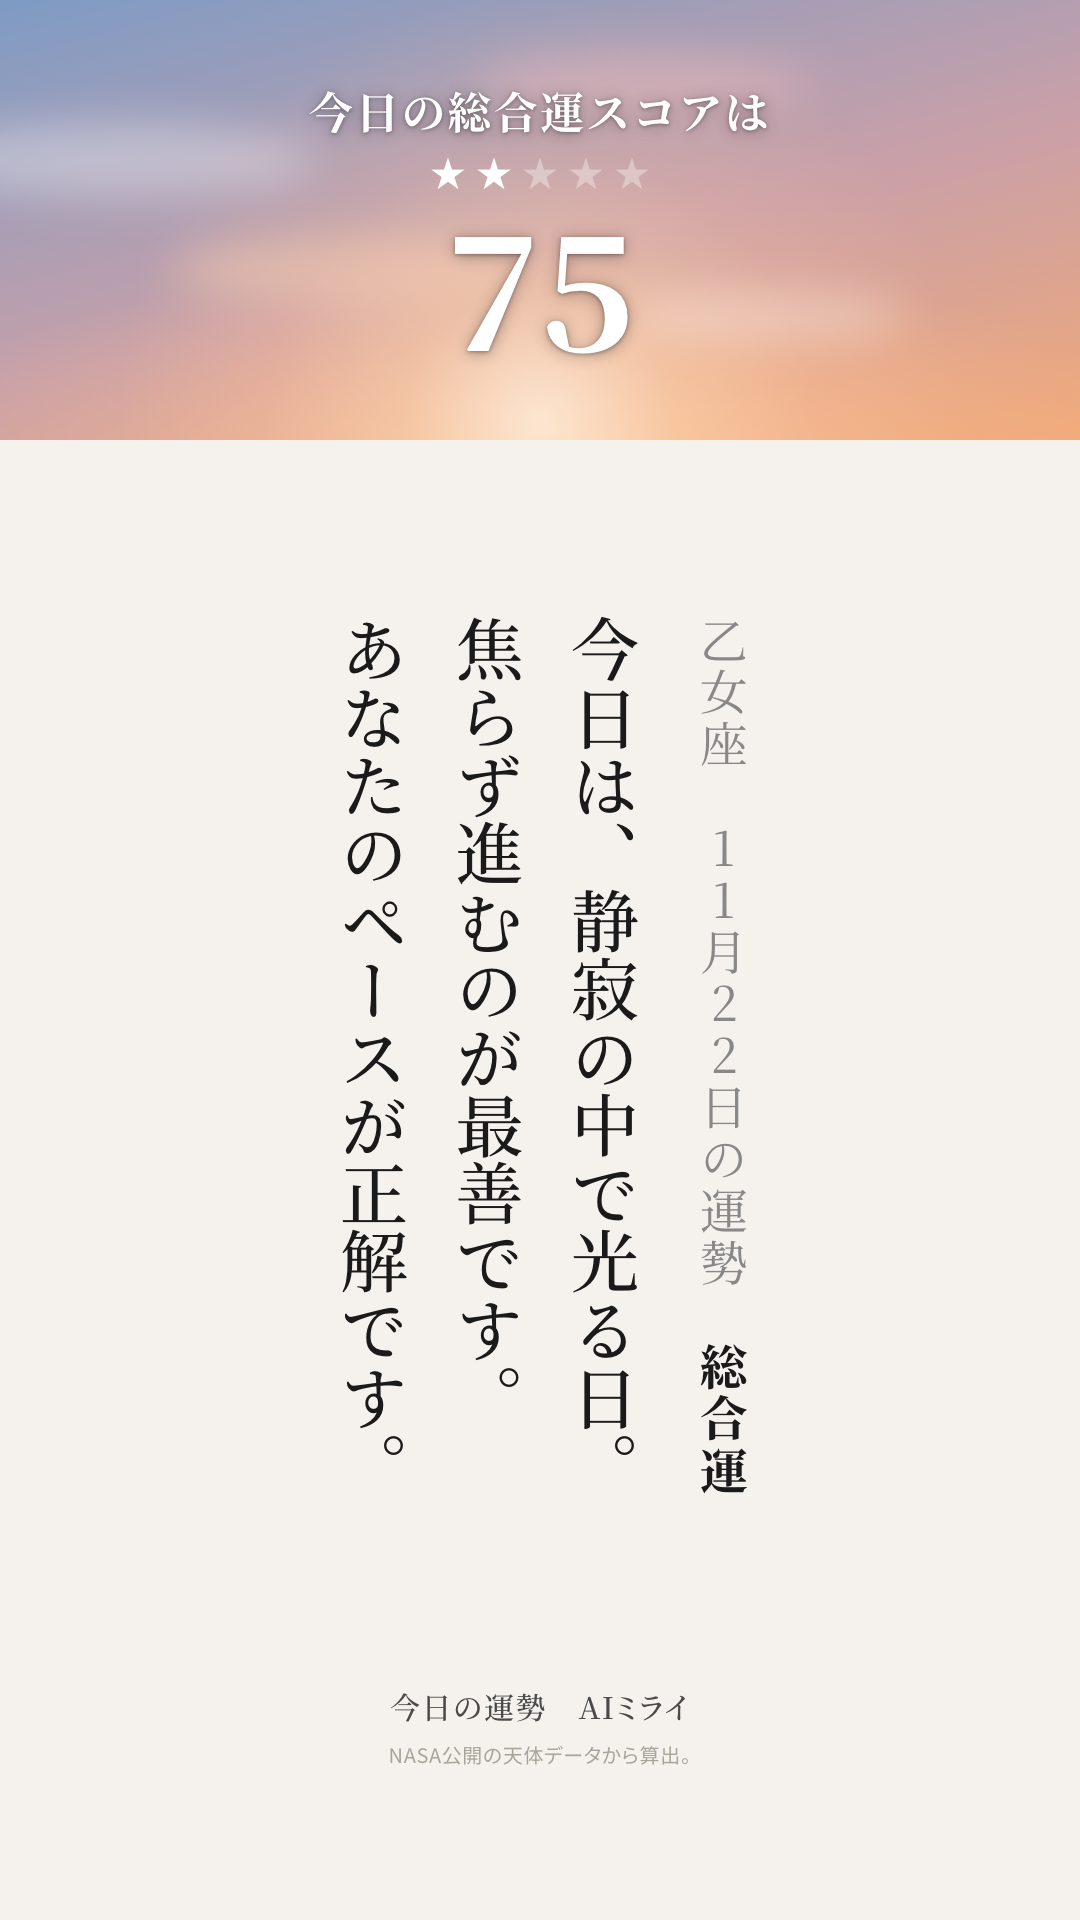 今日の総合運スコアは
★★★★★
75
乙女座　11月22日の運勢　総合運
今日は、静寂の中で光る日。
焦らず進むのが最善です。
あなたのペースが正解です。
今日の運勢　AIミライ
NASA公開の天体データから算出。